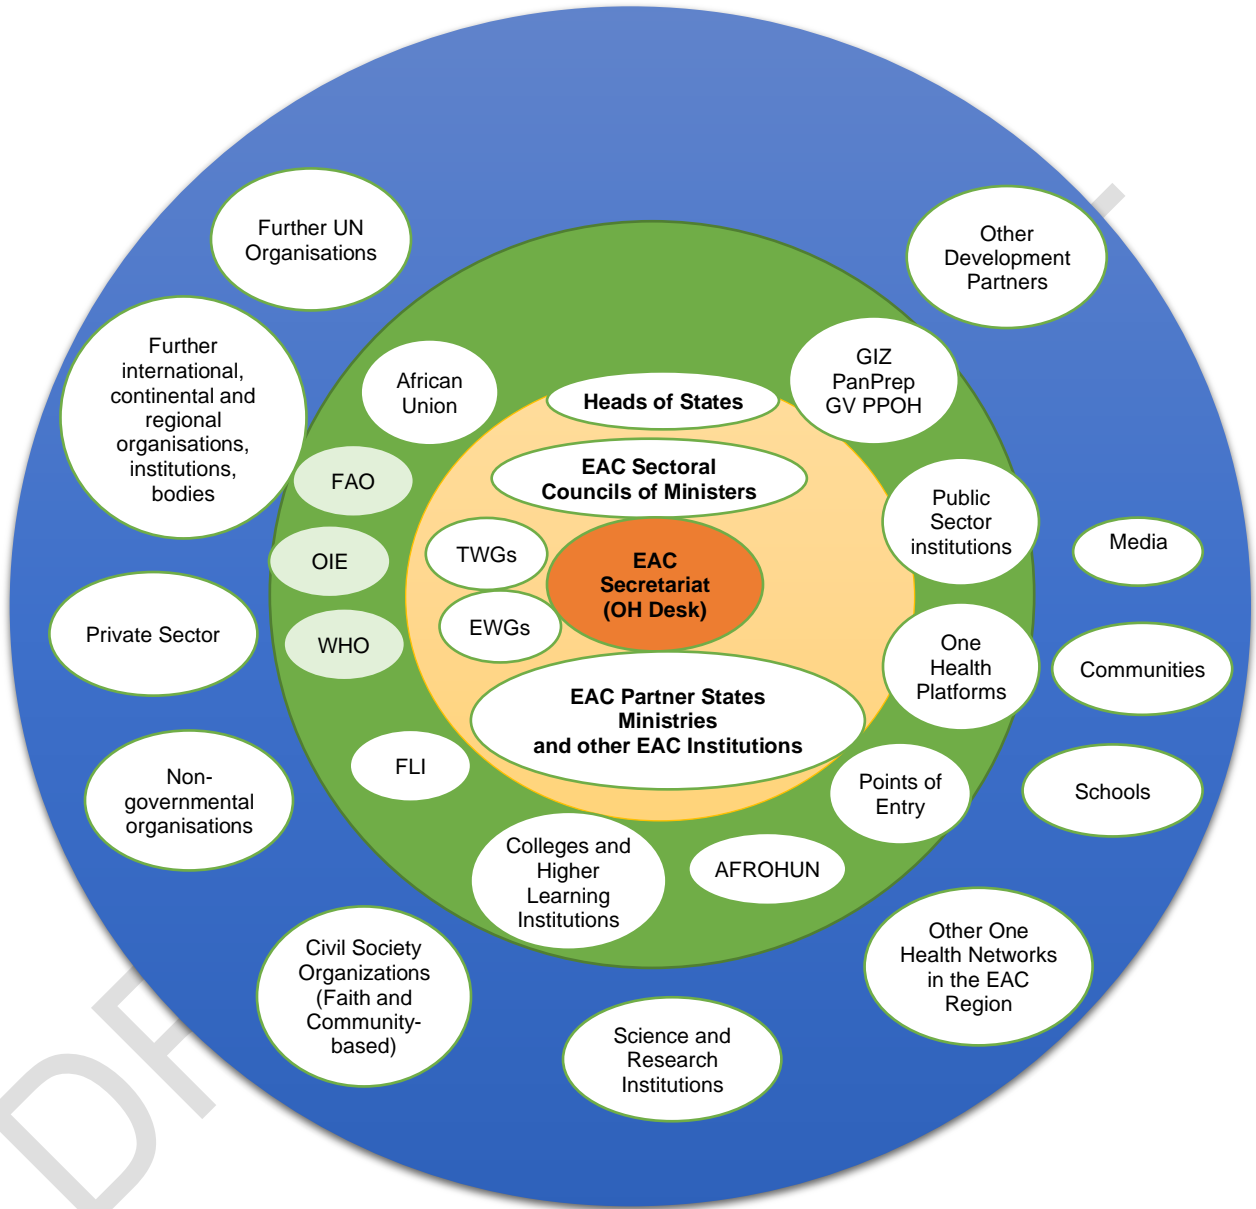 Further UN
Organisations
Other
Development
Partners
Further
international,
continental and
regional
organisations,
institutions,
bodies
African
Union
GIZ
PanPrep
GV PPOH
Heads of States
EAC Sectoral
Councils of Ministers
FAO
Public
Sector
institutions
Media
OIE
TWGs
EAC
Secretariat
(OH Desk)
EWGs
Private Sector
WHO
One
Health
Platforms
Communities
EAC Partner States
Ministries
and other EAC Institutions
FLI
Points of
Entry
Schools
Non-
governmental
organisations
Colleges and
Higher
Learning
Institutions
AFROHUN
Civil Society
Organizations
(Faith and
Community-
based)
Other One
Health Networks
in the EAC
Region
Science and
Research
Institutions